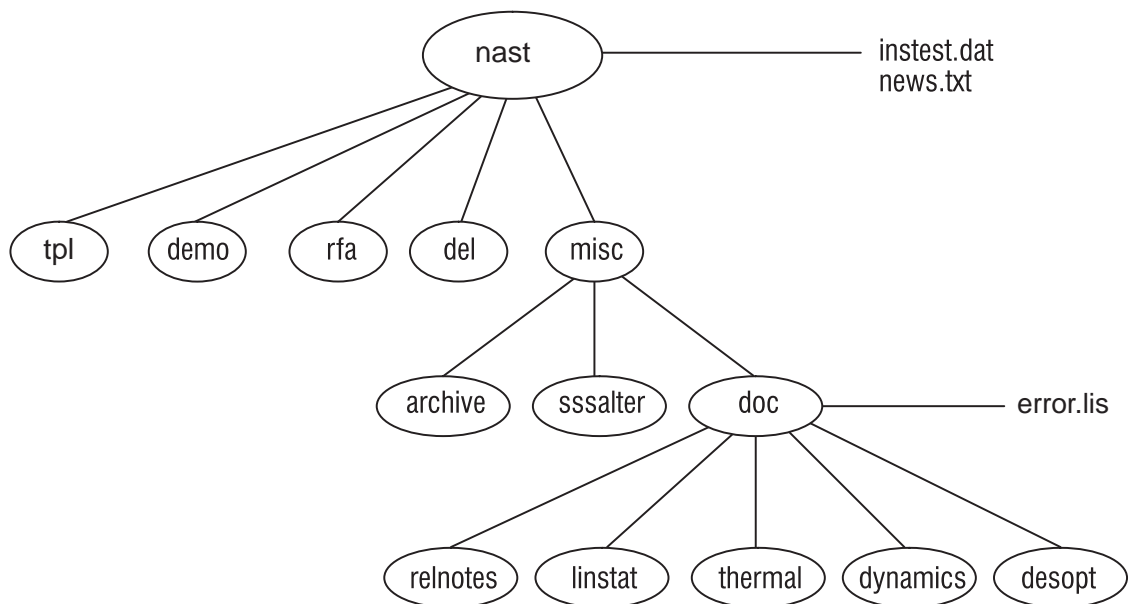 nast
instest.dat
news.txt
tpl
demo
rfa
del
misc
archive
sssalter
doc
error.lis
relnotes
linstat
thermal
dynamics
desopt